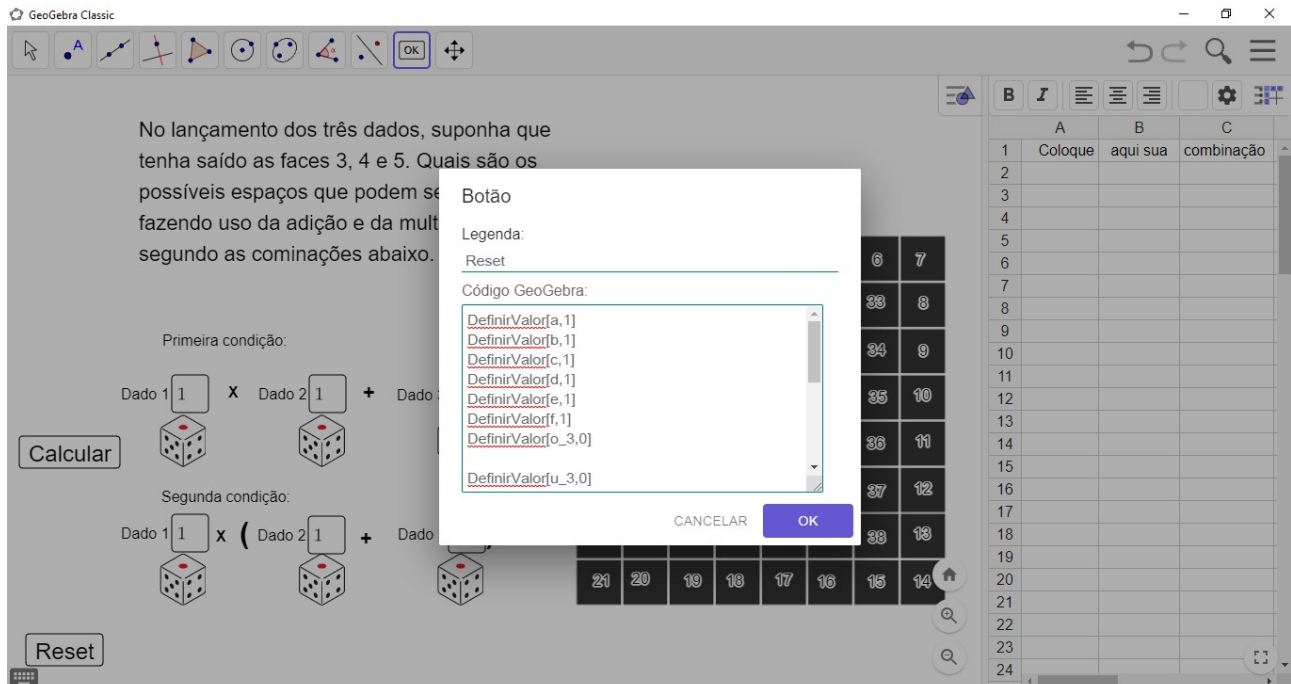 GeoGebra Classic
A
OK
B I
No lançamento dos três dados, suponha que
tenha saído as faces 3, 4 e 5. Quais são os
possíveis espaços que podem se
fazendo uso da adição e da mult
segundo as cominações abaixo.
Primeira condição:
Dado 1 1 x Dado 2 1 + Dado
Calcular
Segunda condição:
Dado 1 1 x ( Dado 2 1 + Dado
Reset
Botão
Legenda:
Reset
Código GeoGebra:
DefinirValor[a,1]
DefinirValor[b,1]
DefinirValor[c,1]
DefinirValor[d,1]
DefinirValor[e,1]
DefinirValor[f,1]
DefinirValor[o_3,0]
DefinirValor[u_3,0]
CANCELAR OK
6 7
33 8
34 9
35 10
36 11
37 12
38 13
21 20 19 18 17 16 15 14
A B C
1 Coloque aqui sua combinação
2
3
4
5
6
7
8
9
10
11
12
13
14
15
16
17
18
19
20
21
22
23
24